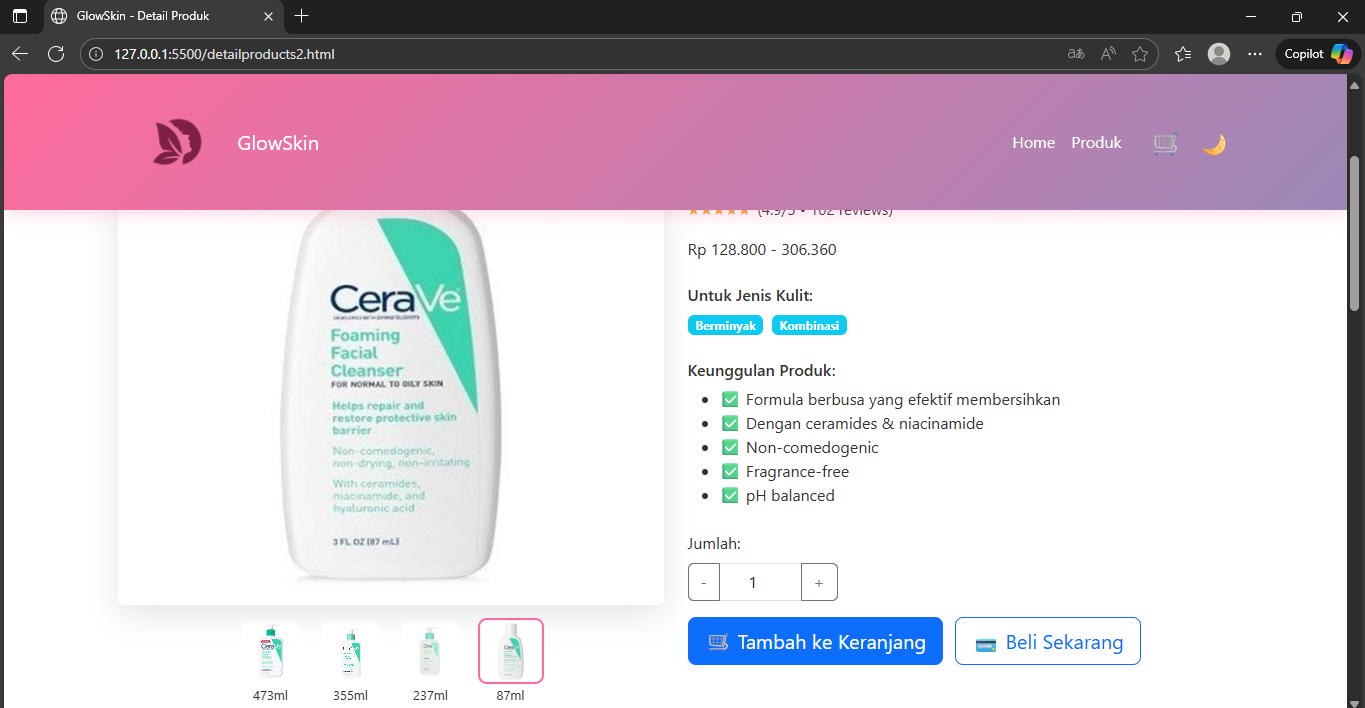 GlowSkin - Detail Produk
127.0.0.1:5500/detailproducts2.html
Copilot
GlowSkin
Home Produk
(4.9/5 • 102 reviews)
Rp 128.800 - 306.360
Untuk Jenis Kulit:
Berminyak Kombinasi
Keunggulan Produk:
Formula berbusa yang efektif membersihkan
Dengan ceramides & niacinamide
Non-comedogenic
Fragrance-free
pH balanced
Jumlah:
- 1 +
Tambah ke Keranjang Beli Sekarang
CeraVe
DEVELOPED WITH DERMATOLOGISTS
Foaming
Facial
Cleanser
FOR NORMAL TO OILY SKIN
Helps repair and
restore protective skin
barrier
Non-comedogenic,
non-drying, non-irritating
With ceramides,
niacinamide, and
hyaluronic acid
3 FL OZ (87 mL)
473ml 355ml 237ml 87ml